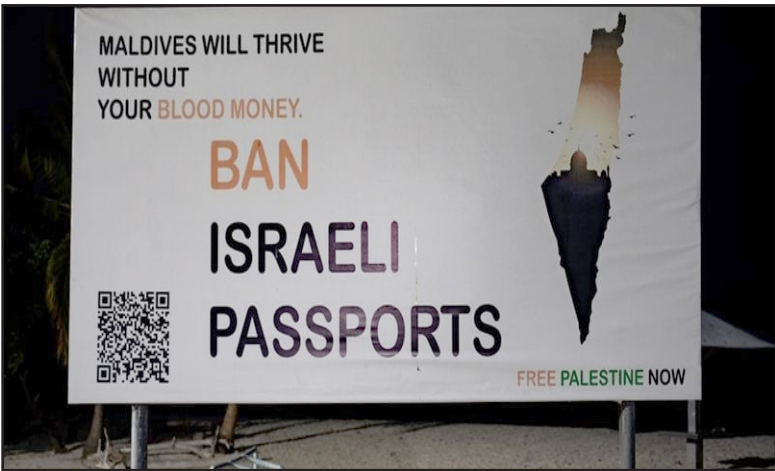 MALDIVES WILL THRIVE
WITHOUT
YOUR BLOOD MONEY.
BAN
ISRAELI
PASSPORTS
FREE PALESTINE NOW